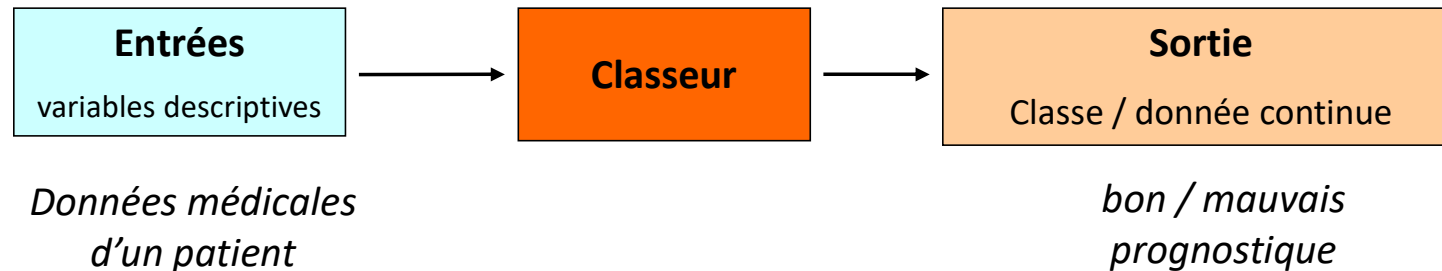 Entrées
variables descriptives
Classeur
Sortie
Classe / donnée continue
Données médicales
d’un patient
bon / mauvais
prognostique